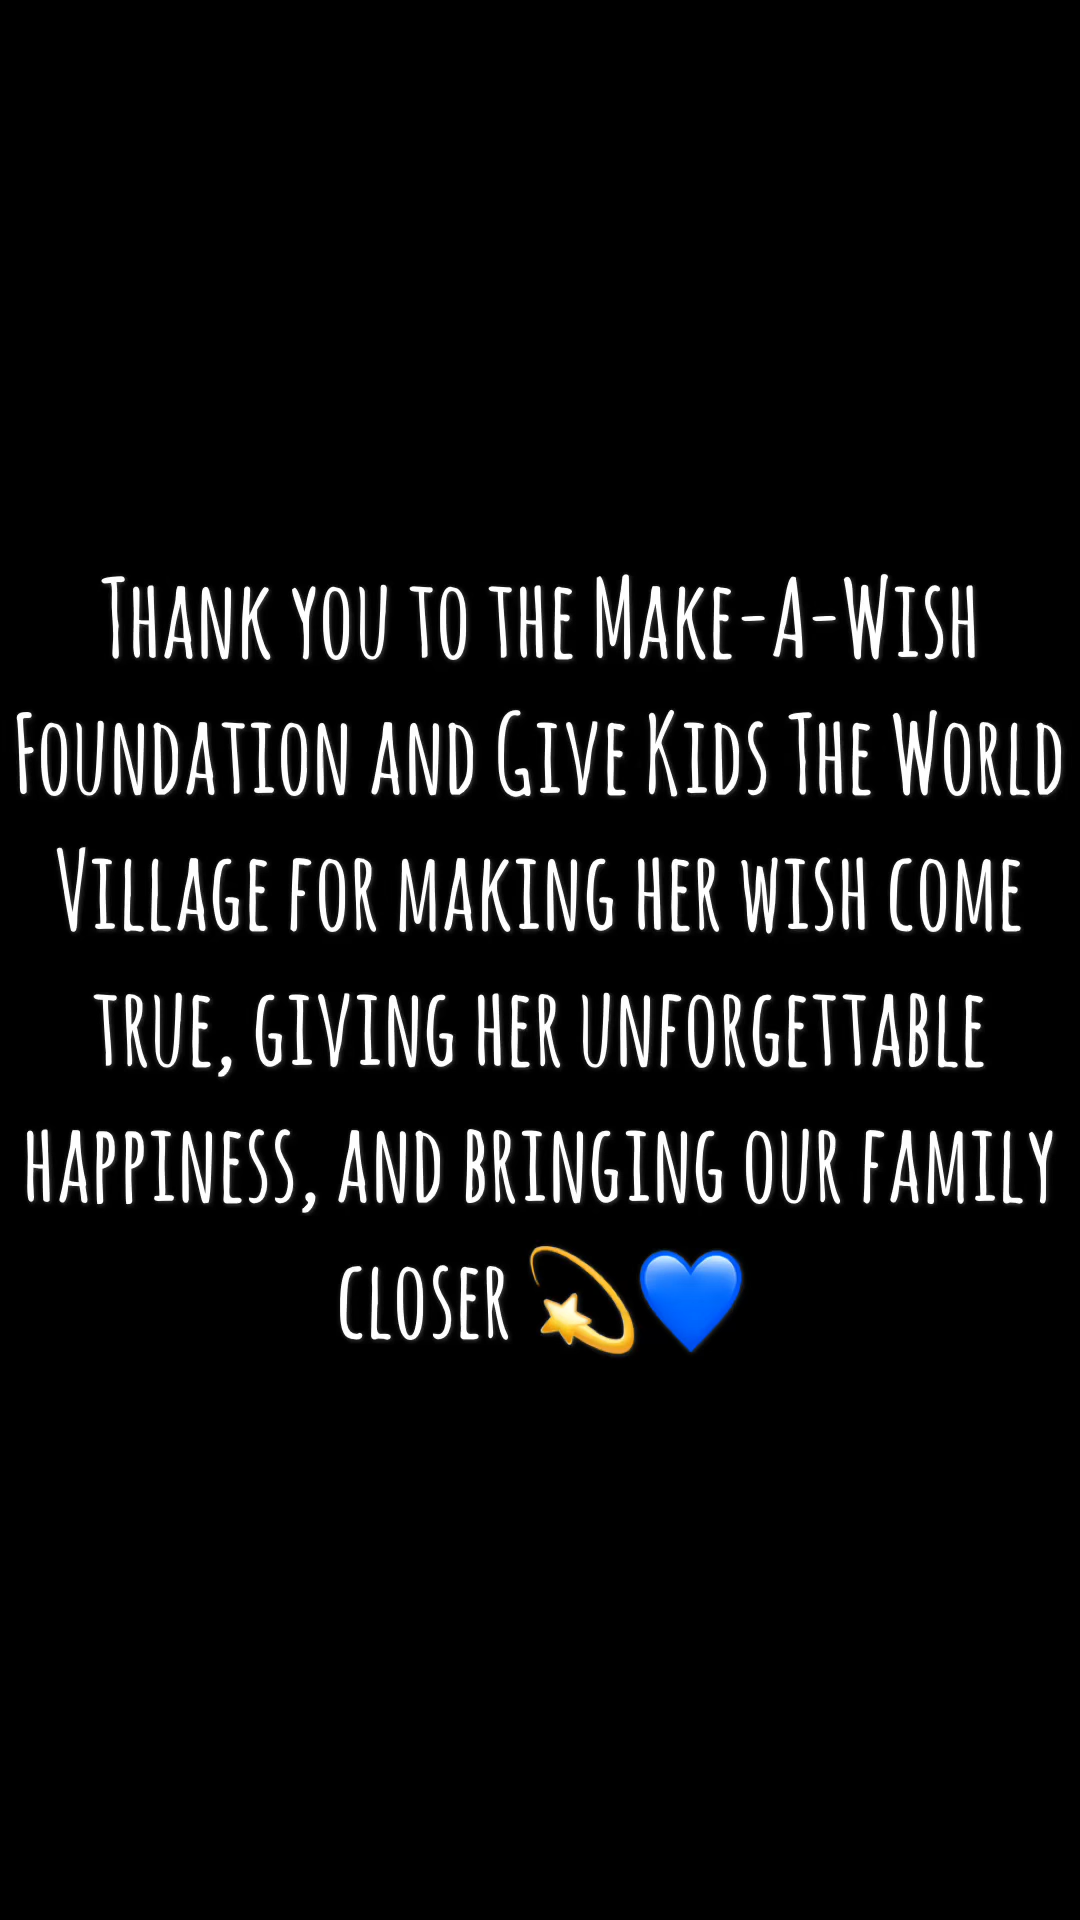 Thank you to the Make-A-Wish
Foundation and Give Kids The World
Village for making her wish come
true, giving her unforgettable
happiness, and bringing our family
closer 💫💙